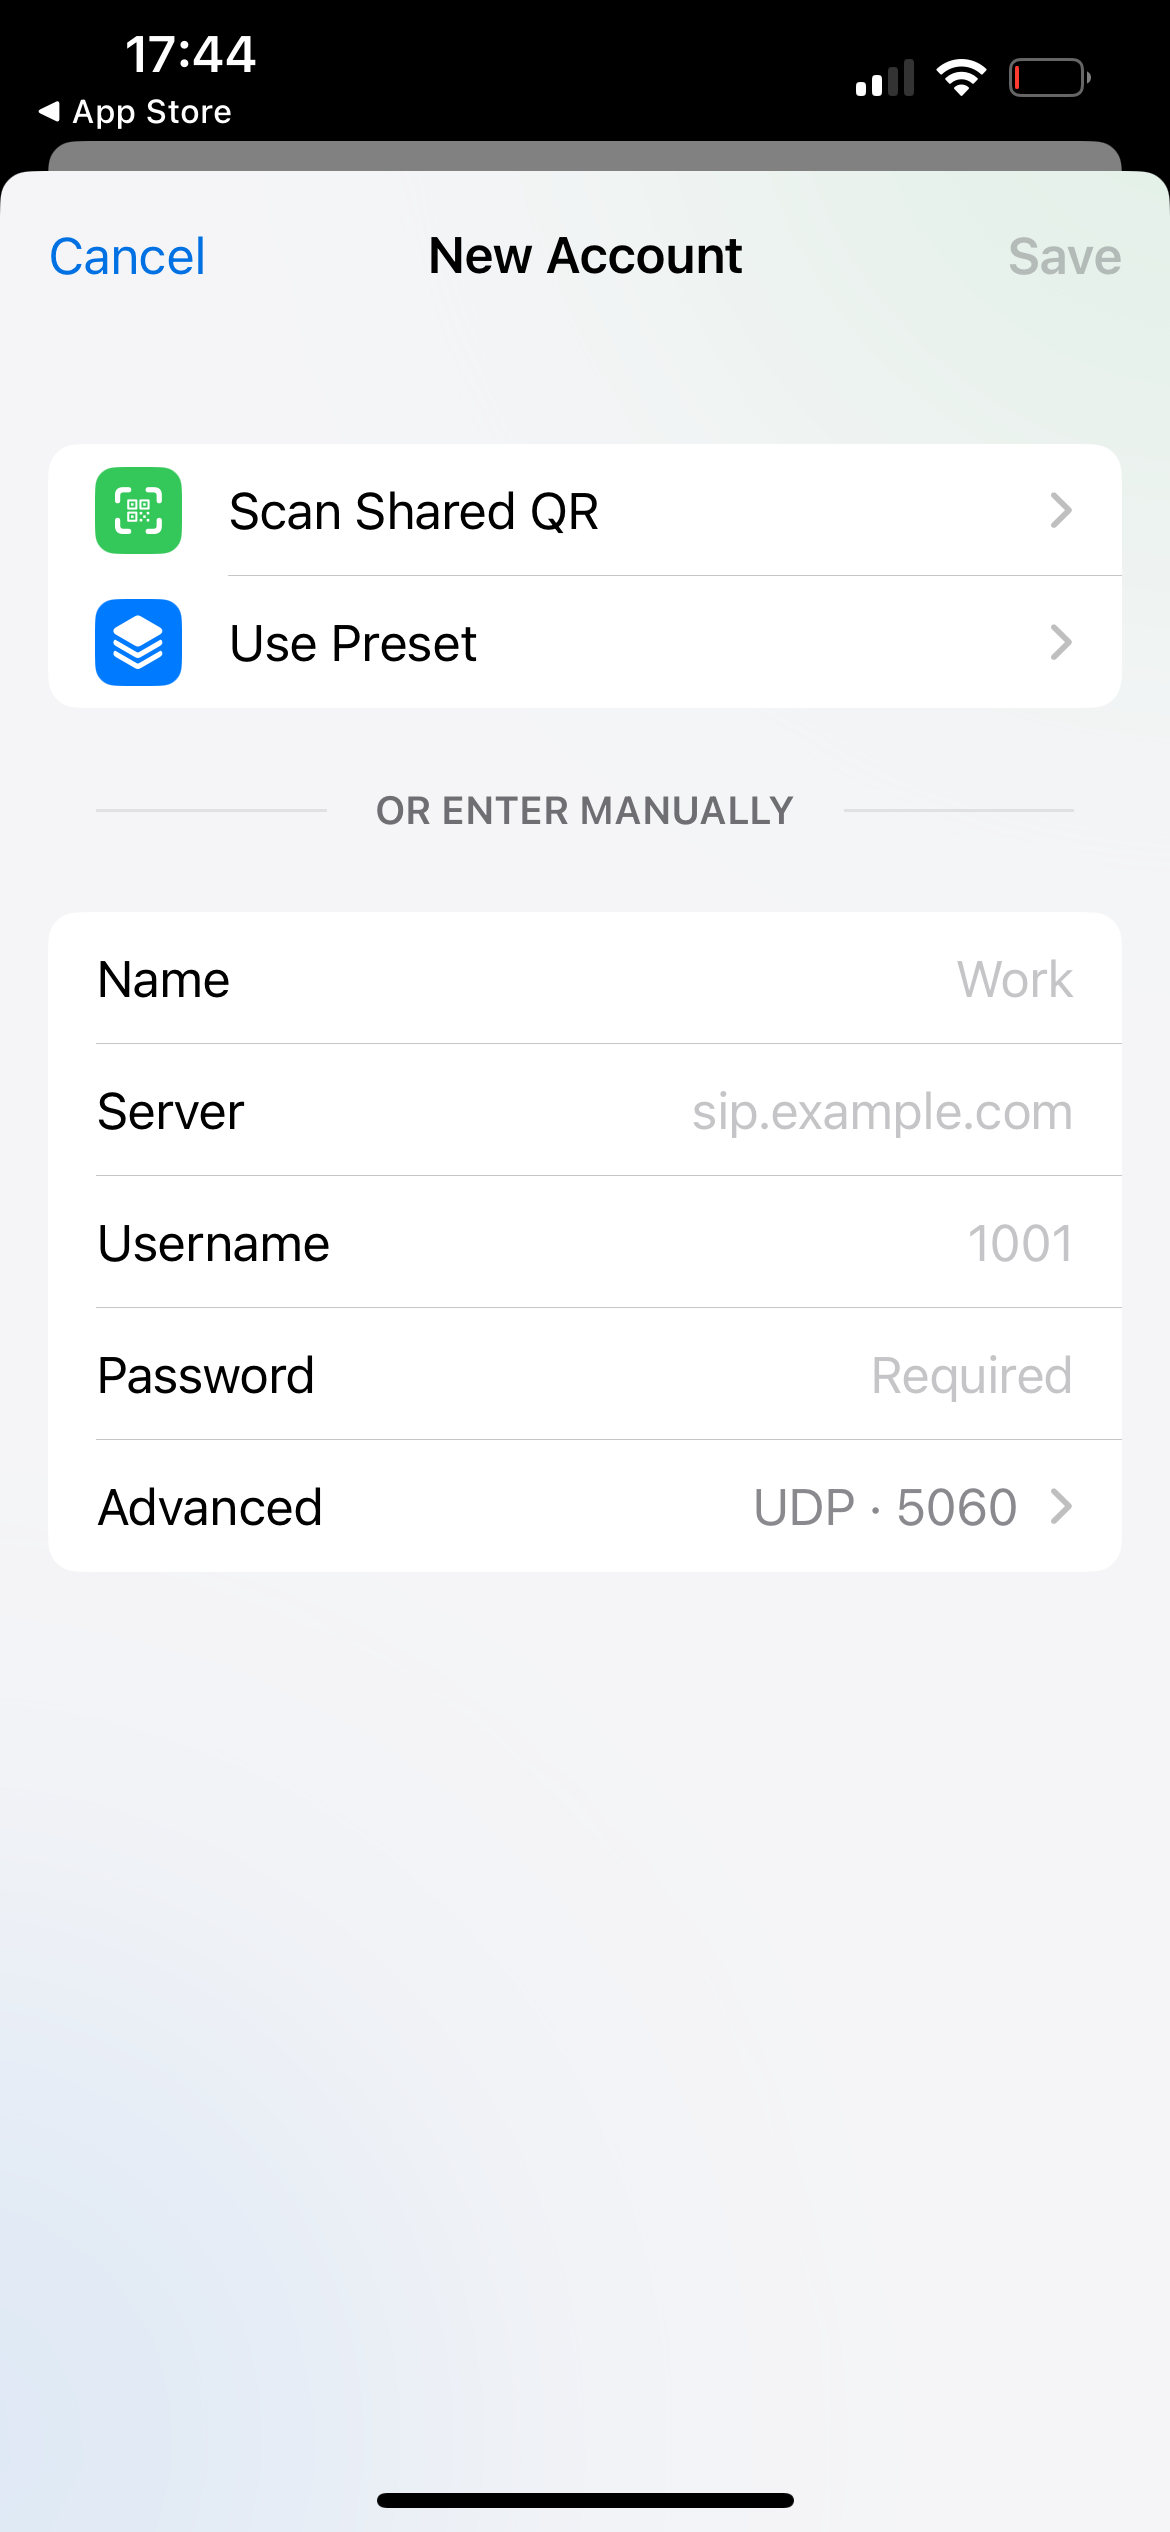 17:44
App Store
Cancel
New Account
Save
Scan Shared QR
Use Preset
OR ENTER MANUALLY
Name
Work
Server
sip.example.com
Username
1001
Password
Required
Advanced
UDP · 5060